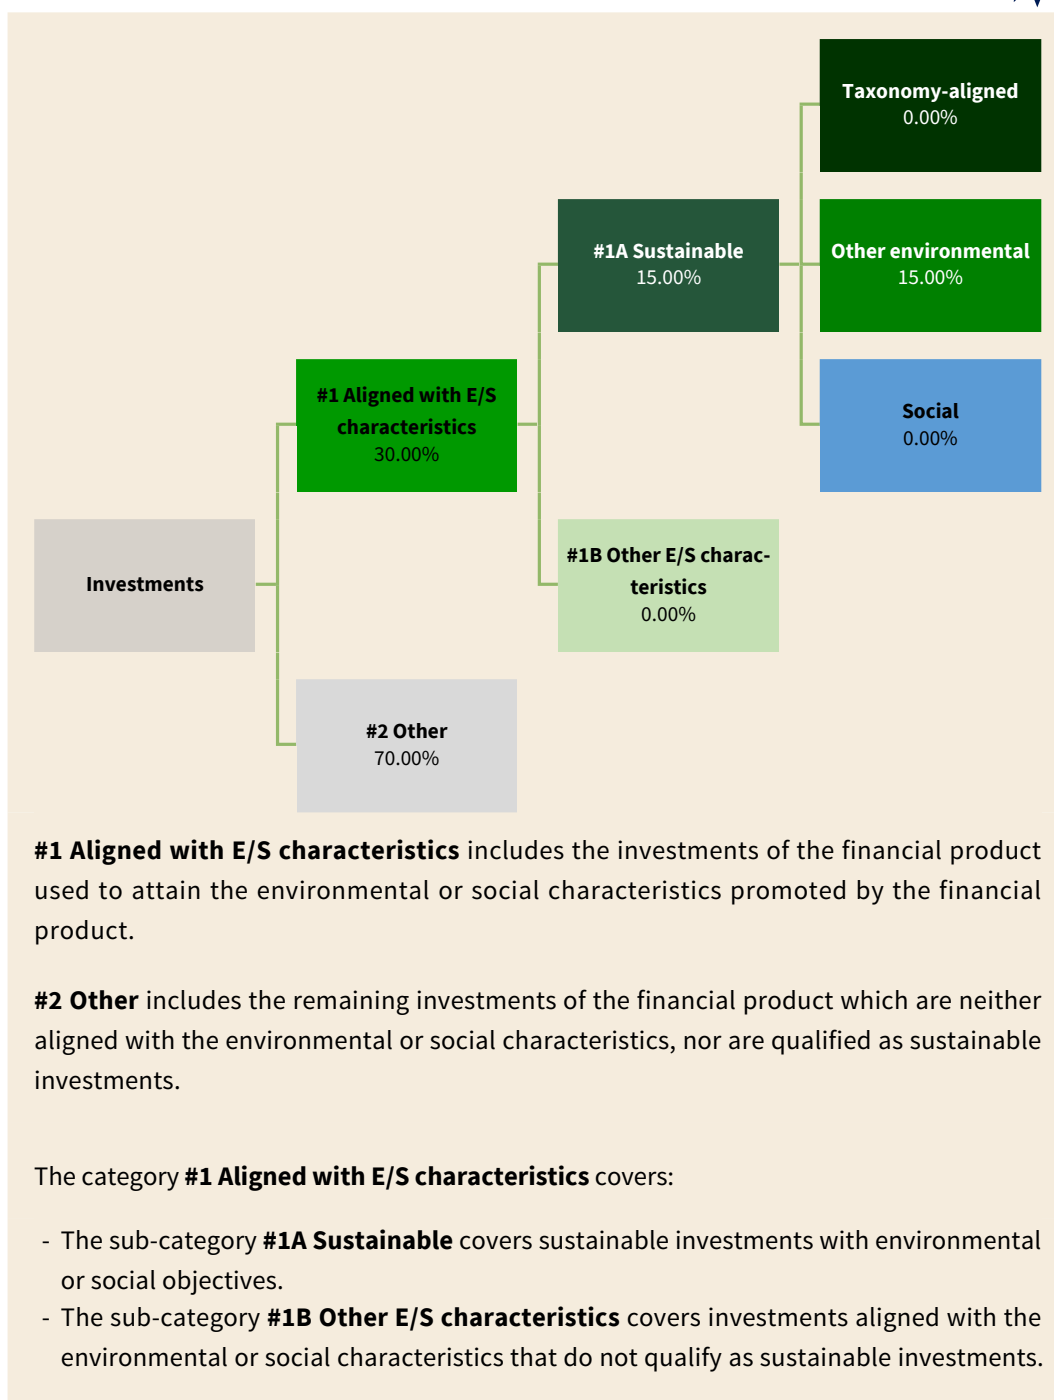 Taxonomy-aligned
0.00%
#1A Sustainable
15.00%
Other environmental
15.00%
#1 Aligned with E/S
characteristics
30.00%
Social
0.00%
Investments
#1B Other E/S charac-
teristics
0.00%
#2 Other
70.00%
#1 Aligned with E/S characteristics includes the investments of the financial product
used to attain the environmental or social characteristics promoted by the financial
product.
#2 Other includes the remaining investments of the financial product which are neither
aligned with the environmental or social characteristics, nor are qualified as sustainable
investments.
The category #1 Aligned with E/S characteristics covers:
- The sub-category #1A Sustainable covers sustainable investments with environmental
or social objectives.
- The sub-category #1B Other E/S characteristics covers investments aligned with the
environmental or social characteristics that do not qualify as sustainable investments.